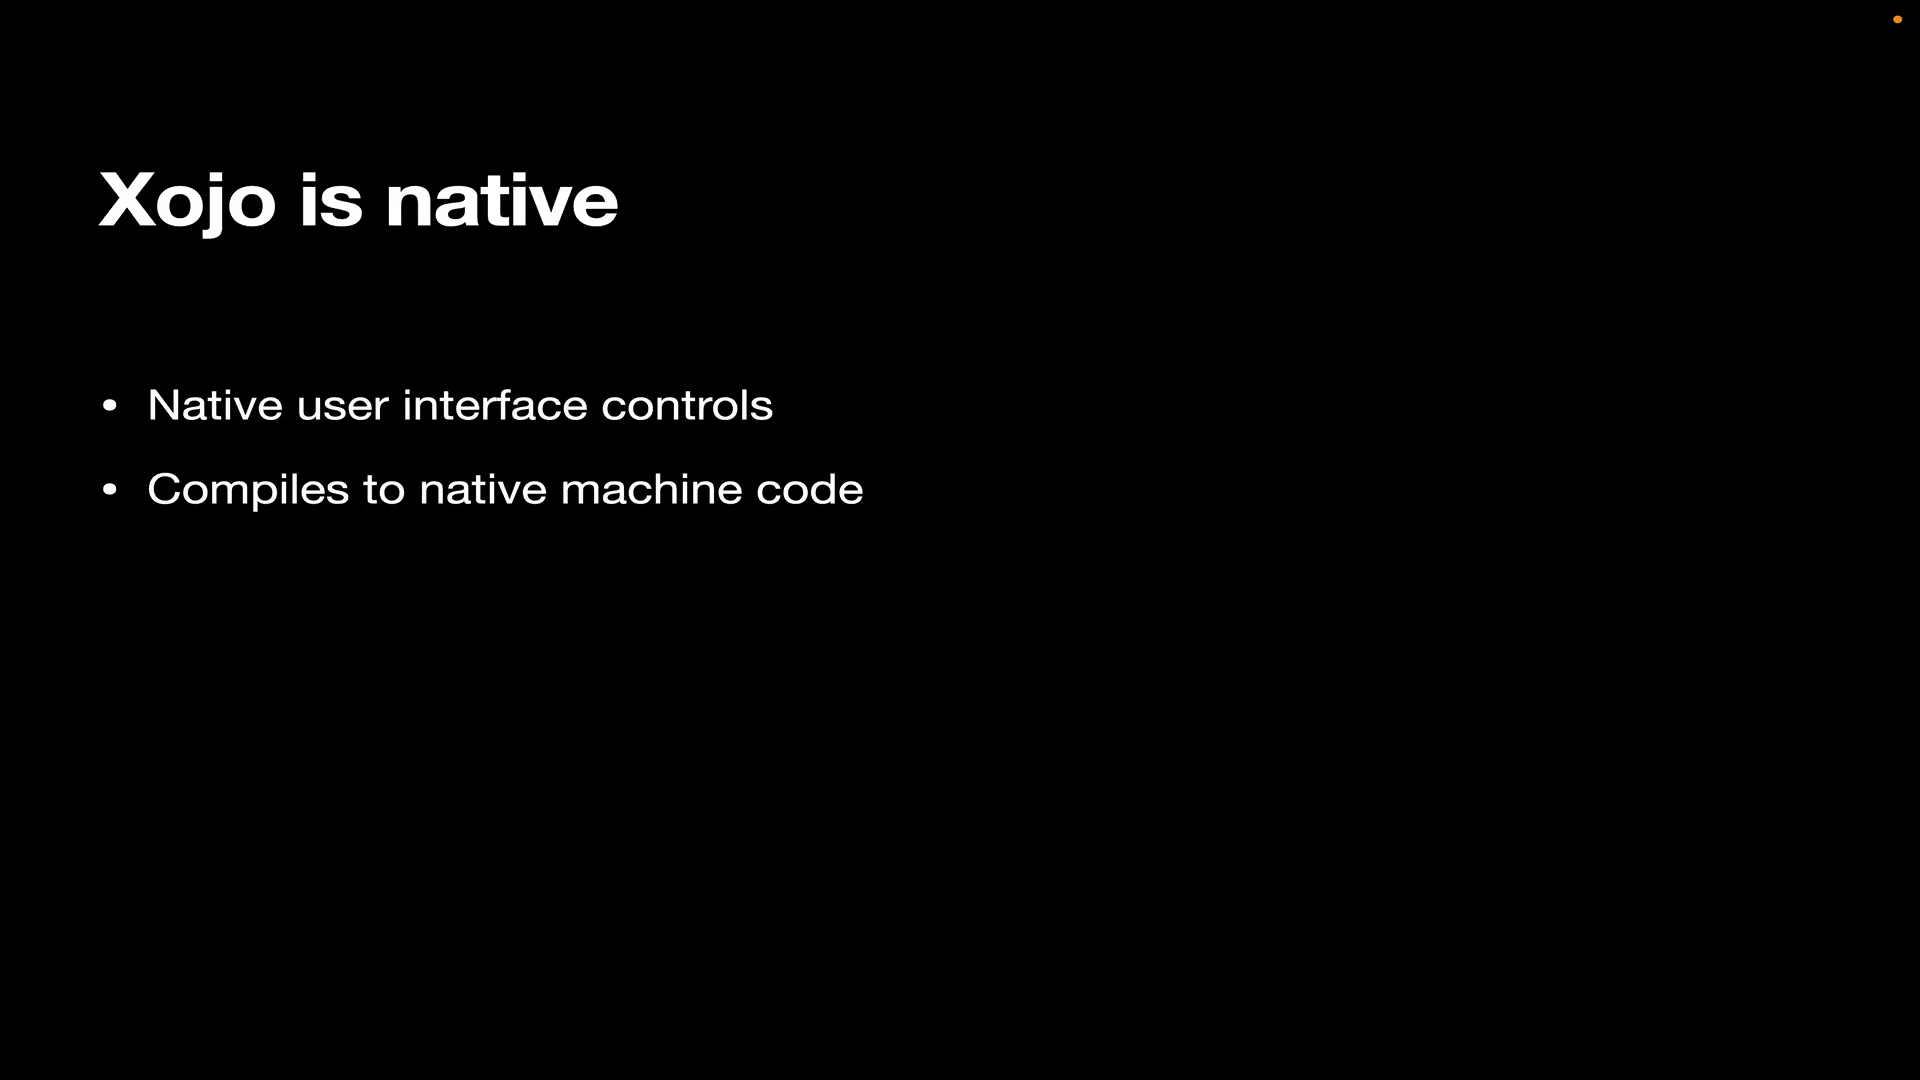 Xojo is native
• Native user interface controls
• Compiles to native machine code